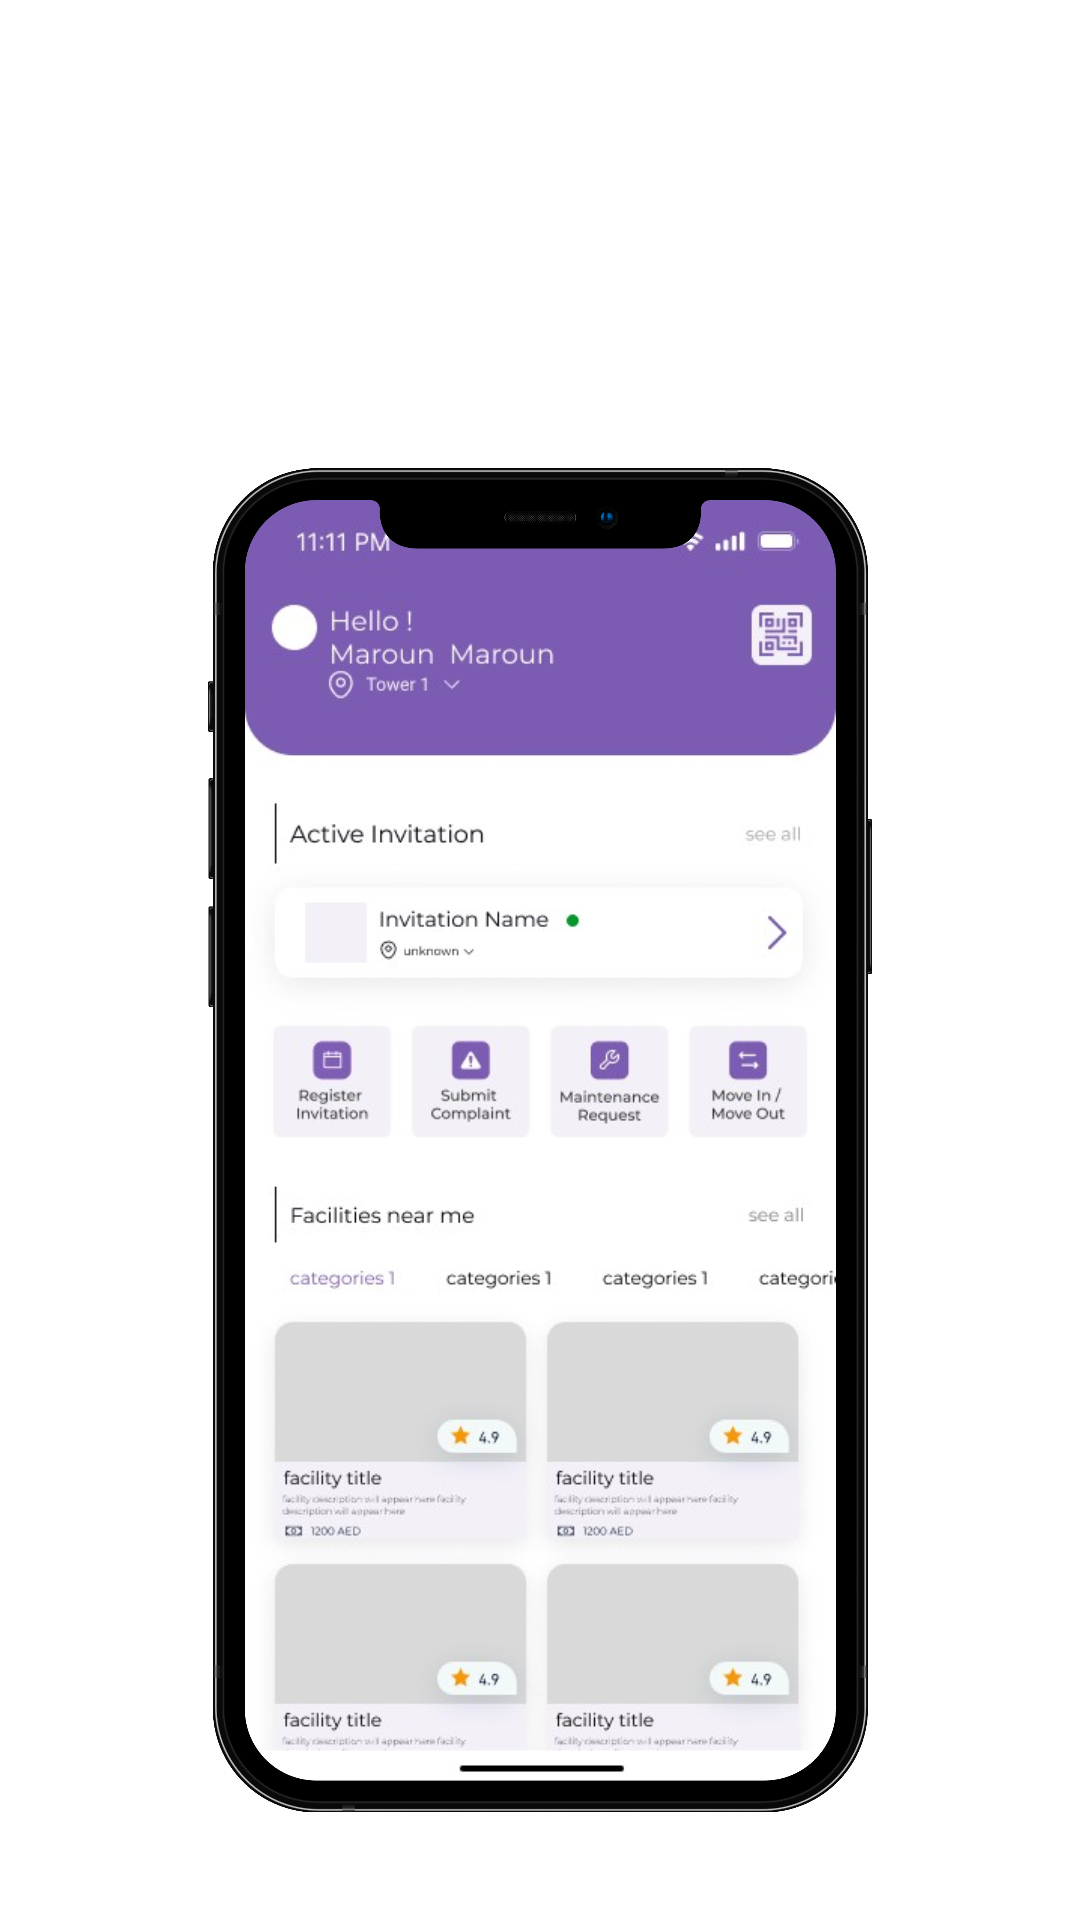 11:11 PM
Hello !
Maroun Maroun
Tower 1
Active Invitation
see all
Invitation Name
unknown
Register
Invitation
Submit
Complaint
Maintenance
Request
Move In /
Move Out
Facilities near me
see all
categories 1
categories 1
categories 1
categori
4.9
4.9
facility title
facility title
facility description will appear here facility
description will appear here
facility description will appear here facility
description will appear here
1200 AED
1200 AED
4.9
4.9
facility title
facility title
facility description will appear here facility
facility description will appear here facility